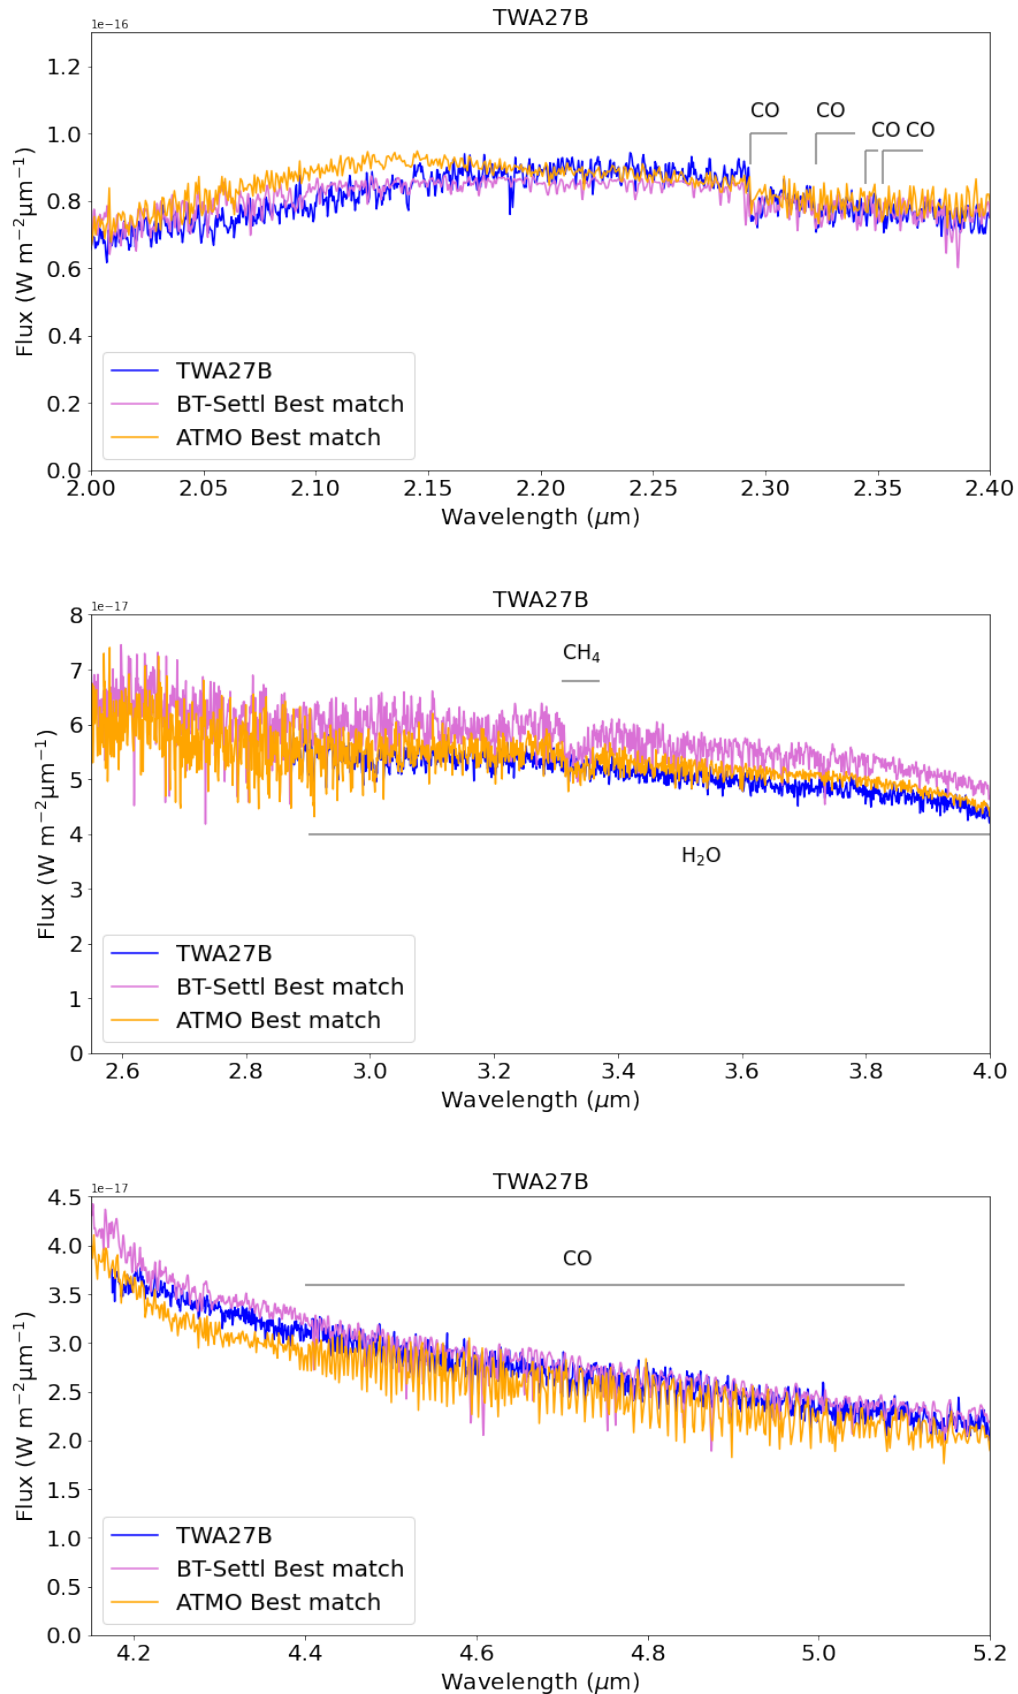 TWA27B
1e−16
CO CO
CO CO
1.2
1.0
0.8
0.6
0.4
0.2
0.0
Flux (W m−2μm−1)
TWA27B
BT-Settl Best match
ATMO Best match
2.00 2.05 2.10 2.15 2.20 2.25 2.30 2.35 2.40
Wavelength (μm)
TWA27B
1e−17
CH4
8
7
6
5
4
3
2
1
0
H2O
Flux (W m−2μm−1)
TWA27B
BT-Settl Best match
ATMO Best match
2.6 2.8 3.0 3.2 3.4 3.6 3.8 4.0
Wavelength (μm)
TWA27B
1e−17
CO
4.5
4.0
3.5
3.0
2.5
2.0
1.5
1.0
0.5
0.0
Flux (W m−2μm−1)
TWA27B
BT-Settl Best match
ATMO Best match
4.2 4.4 4.6 4.8 5.0 5.2
Wavelength (μm)